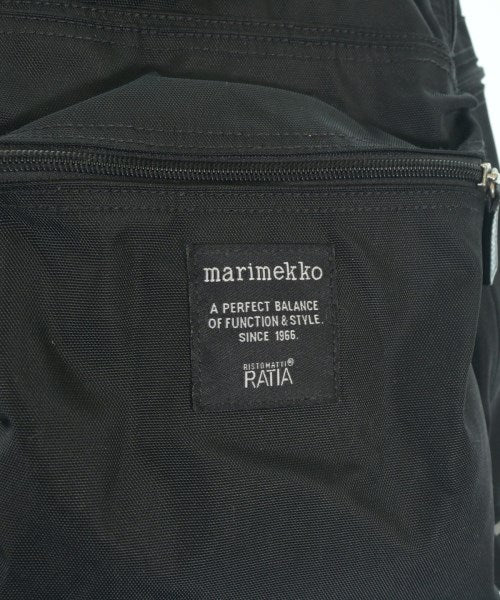 marimekko
A PERFECT BALANCE
OF FUNCTION & STYLE.
SINCE 1966.
RISTOMATTI®
RATIA